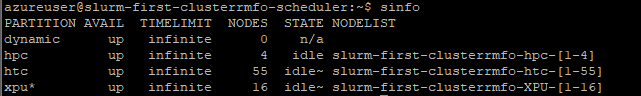 azureuser@slurm-first-clusterrmfo-scheduler:~$ sinfo
PARTITION AVAIL  TIMELIMIT  NODES  STATE NODELIST
dynamic      up   infinite      0    n/a
hpc          up   infinite      4   idle slurm-first-clusterrmfo-hpc-[1-4]
htc          up   infinite     55  idle~ slurm-first-clusterrmfo-htc-[1-55]
xpu*         up   infinite     16  idle~ slurm-first-clusterrmfo-XPU-[1-16]